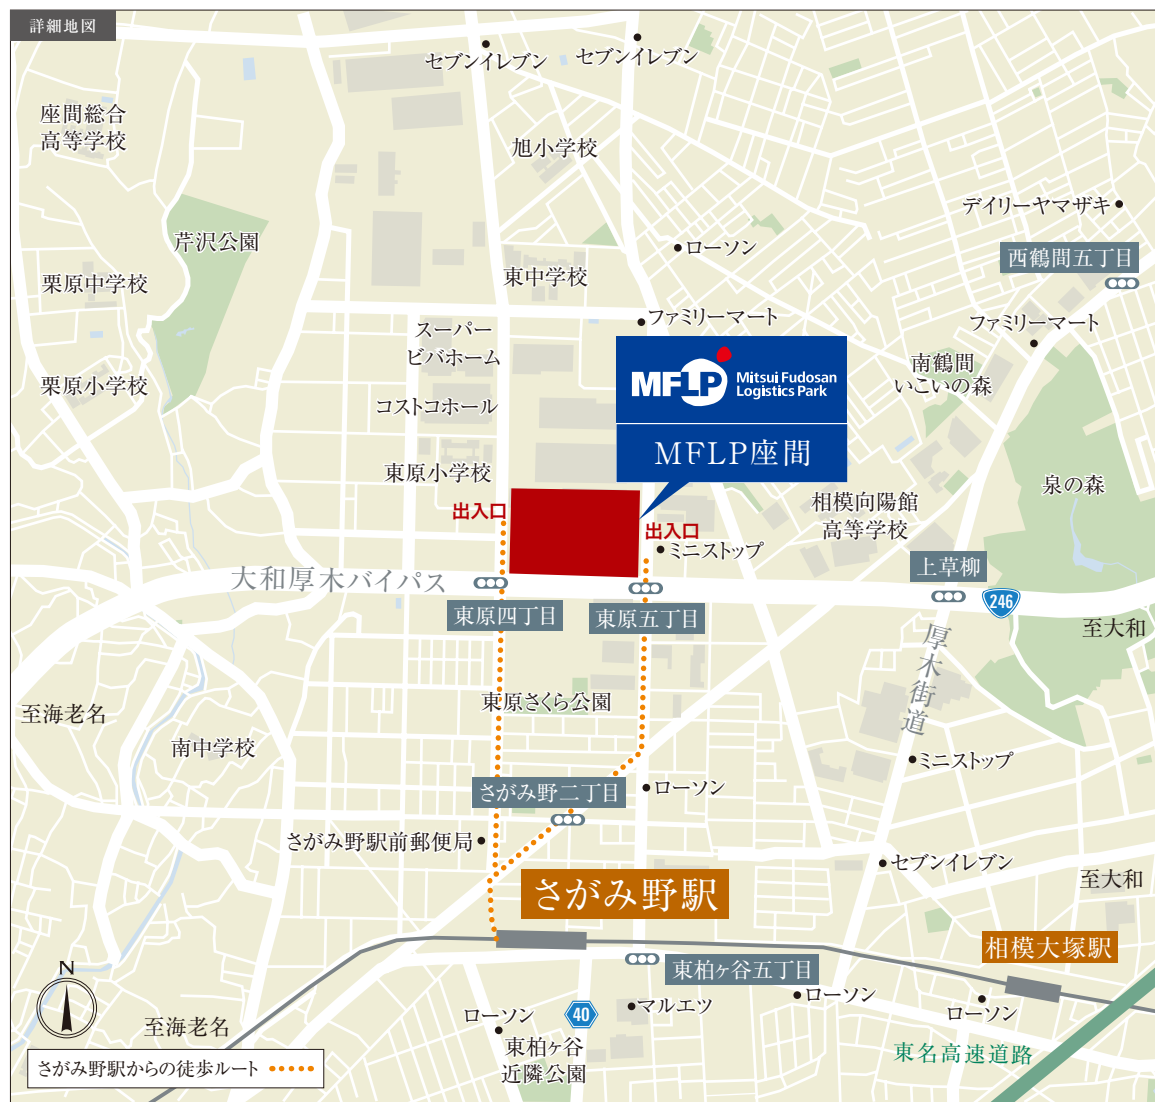 詳細地図
セブンイレブン
セブンイレブン
座間総合
高等学校
旭小学校
デイリーヤマザキ
芹沢公園
ローソン
西鶴間五丁目
東中学校
栗原中学校
ファミリーマート
ファミリーマート
スーパー
ビバホーム
南鶴間
いこいの森
MFLP
Mitsui Fudosan
Logistics Park
栗原小学校
コストコホール
MFLP座間
東原小学校
泉の森
相模向陽館
高等学校
出入口
出入口
ミニストップ
大和厚木バイパス
上草柳
246
東原四丁目
東原五丁目
至大和
厚木街道
東原さくら公園
至海老名
南中学校
ミニストップ
さがみ野二丁目
ローソン
さがみ野駅前郵便局
セブンイレブン
至大和
さがみ野駅
相模大塚駅
東柏ヶ谷五丁目
N
ローソン
マルエツ
ローソン
ローソン
40
至海老名
東柏ヶ谷
近隣公園
東名高速道路
さがみ野駅からの徒歩ルート